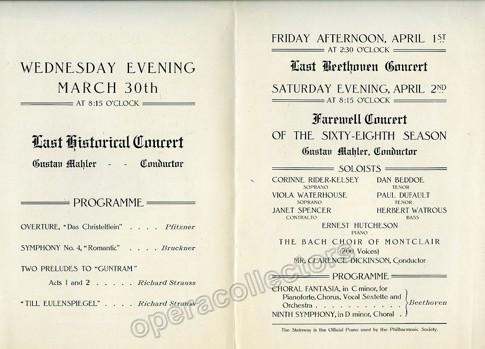 WEDNESDAY EVENING
MARCH 30th
AT 8:15 O'CLOCK
Last Historical Concert
Gustav Mahler - - Conductor
PROGRAMME
OVERTURE, "Das Christelflein" . . . . Pfitzner
SYMPHONY No. 4, "Romantic" . . . . Bruckner
TWO PRELUDES TO "GUNTRAM"
Acts 1 and 2 . . . . . Richard Strauss
"TILL EULENSPIEGEL" . . . . Richard Strauss
FRIDAY AFTERNOON, APRIL 1ST
AT 2:30 O'CLOCK
Last Beethoven Concert
SATURDAY EVENING, APRIL 2ND
AT 8:15 O'CLOCK
Farewell Concert
OF THE SIXTY-EIGHTH SEASON
Gustav Mahler, Conductor
SOLOISTS
CORINNE RIDER-KELSEY DAN BEDDOE
SOPRANO TENOR
VIOLA WATERHOUSE PAUL DUFAULT
SOPRANO TENOR
JANET SPENCER HERBERT WATROUS
CONTRALTO BASS
ERNEST HUTCHESON
PIANO
THE BACH CHOIR OF MONTCLAIR
(200 Voices)
MR. CLARENCE DICKINSON, Conductor
PROGRAMME
CHORAL FANTASIA, in C minor, for
Pianoforte, Chorus, Vocal Sextette and
Orchestra . . . . . . . . . . . Beethoven
NINTH SYMPHONY, in D minor, Choral .
The Steinway is the Official Piano used by the Philharmonic Society.
operacollectors